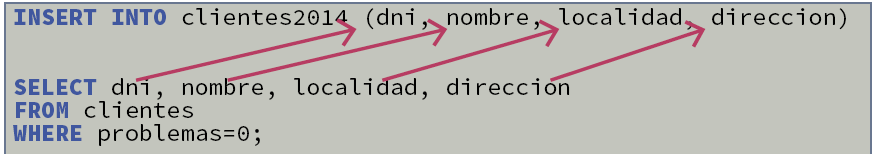 INSERT INTO clientes2014 (dni, nombre, localidad, direccion)
SELECT dni, nombre, localidad, direccion
FROM clientes
WHERE problemas=0;